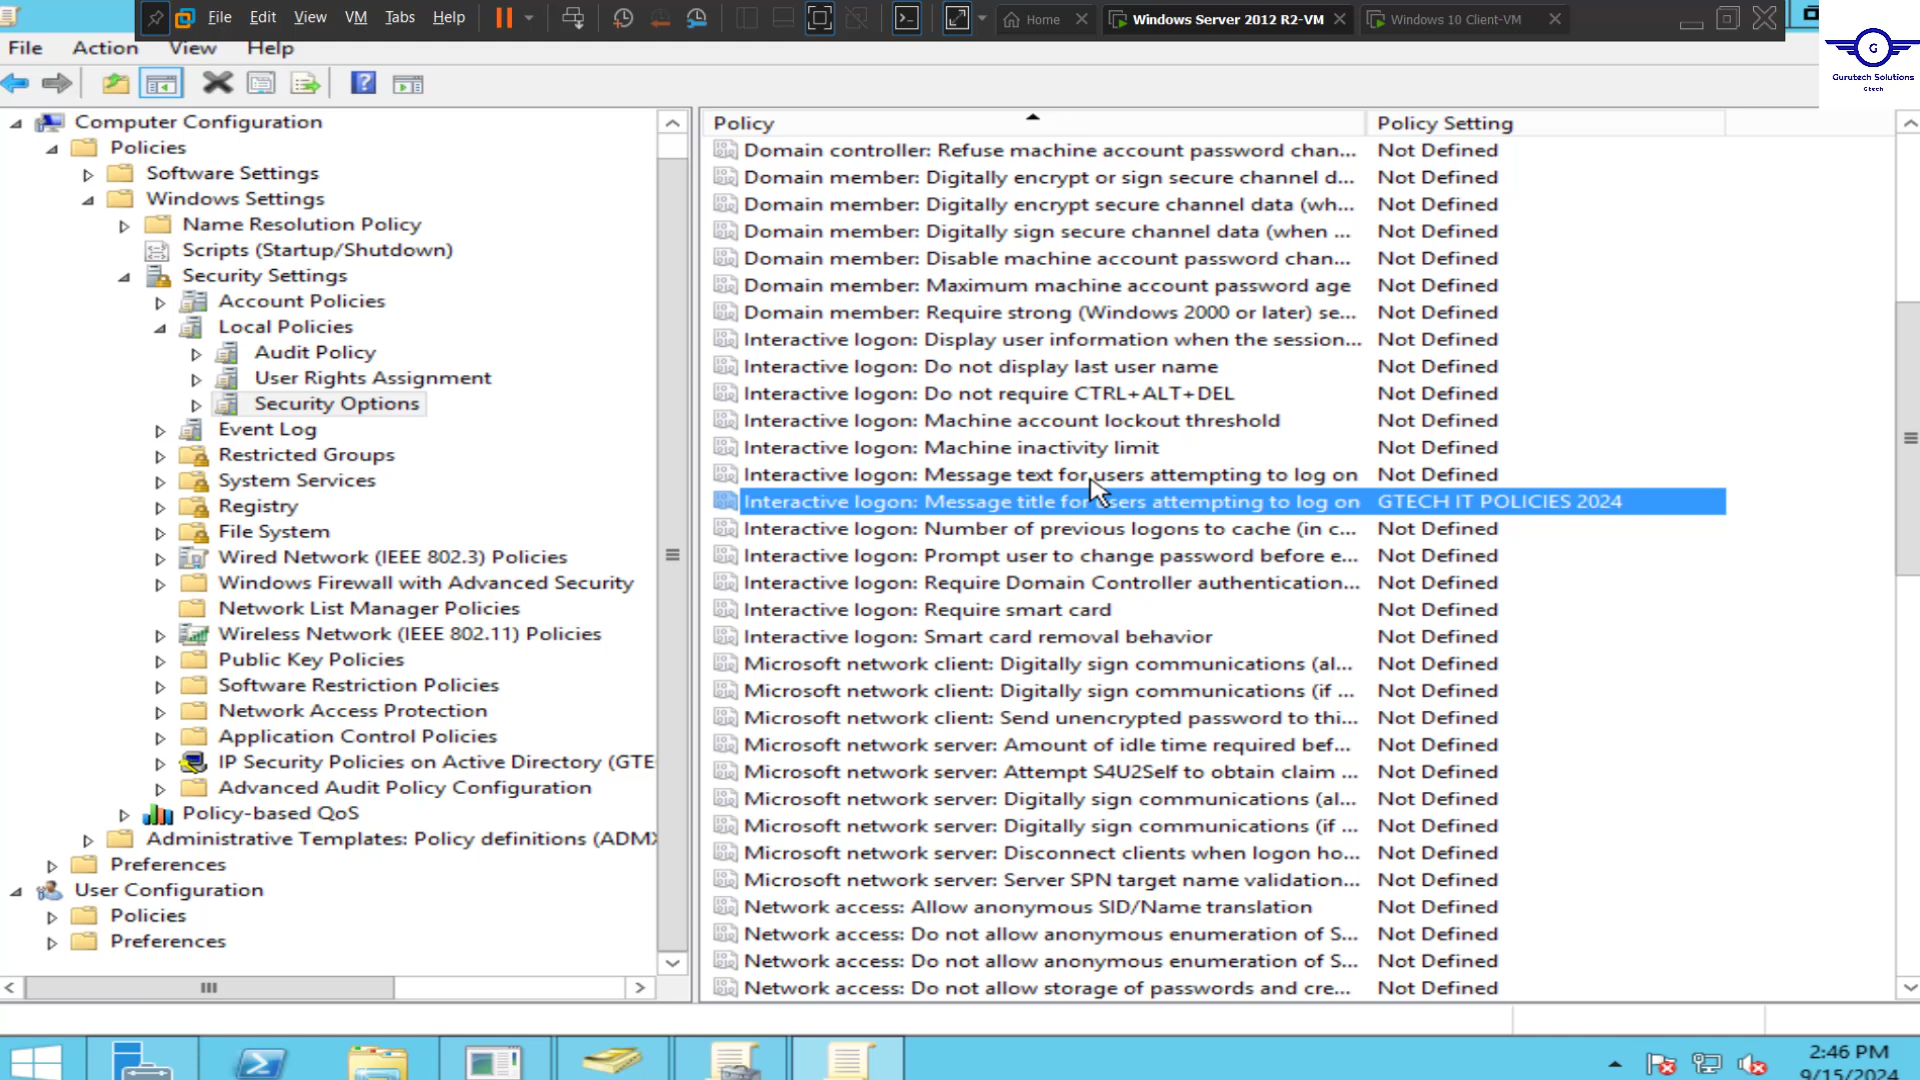 File Edit View VM Tabs Help Home Windows Server 2012 R2-VM Windows 10 Client-VM
G
Gurutech Solutions
Gtech
File Action View Help
Computer Configuration
Policies
Software Settings
Windows Settings
Name Resolution Policy
Scripts (Startup/Shutdown)
Security Settings
Account Policies
Local Policies
Audit Policy
User Rights Assignment
Security Options
Event Log
Restricted Groups
System Services
Registry
File System
Wired Network (IEEE 802.3) Policies
Windows Firewall with Advanced Security
Network List Manager Policies
Wireless Network (IEEE 802.11) Policies
Public Key Policies
Software Restriction Policies
Network Access Protection
Application Control Policies
IP Security Policies on Active Directory (GTE
Advanced Audit Policy Configuration
Policy-based QoS
Administrative Templates: Policy definitions (ADMX
Preferences
User Configuration
Policies
Preferences
Policy Policy Setting
Domain controller: Refuse machine account password chan... Not Defined
Domain member: Digitally encrypt or sign secure channel d... Not Defined
Domain member: Digitally encrypt secure channel data (wh... Not Defined
Domain member: Digitally sign secure channel data (when ... Not Defined
Domain member: Disable machine account password chan... Not Defined
Domain member: Maximum machine account password age Not Defined
Domain member: Require strong (Windows 2000 or later) se... Not Defined
Interactive logon: Display user information when the session... Not Defined
Interactive logon: Do not display last user name Not Defined
Interactive logon: Do not require CTRL+ALT+DEL Not Defined
Interactive logon: Machine account lockout threshold Not Defined
Interactive logon: Machine inactivity limit Not Defined
Interactive logon: Message text for users attempting to log on Not Defined
Interactive logon: Message title for users attempting to log on GTECH IT POLICIES 2024
Interactive logon: Number of previous logons to cache (in c... Not Defined
Interactive logon: Prompt user to change password before e... Not Defined
Interactive logon: Require Domain Controller authentication... Not Defined
Interactive logon: Require smart card Not Defined
Interactive logon: Smart card removal behavior Not Defined
Microsoft network client: Digitally sign communications (al... Not Defined
Microsoft network client: Digitally sign communications (if ... Not Defined
Microsoft network client: Send unencrypted password to thi... Not Defined
Microsoft network server: Amount of idle time required bef... Not Defined
Microsoft network server: Attempt S4U2Self to obtain claim ... Not Defined
Microsoft network server: Digitally sign communications (al... Not Defined
Microsoft network server: Digitally sign communications (if ... Not Defined
Microsoft network server: Disconnect clients when logon ho... Not Defined
Microsoft network server: Server SPN target name validation... Not Defined
Network access: Allow anonymous SID/Name translation Not Defined
Network access: Do not allow anonymous enumeration of S... Not Defined
Network access: Do not allow anonymous enumeration of S... Not Defined
Network access: Do not allow storage of passwords and cre... Not Defined
2:46 PM
9/15/2024